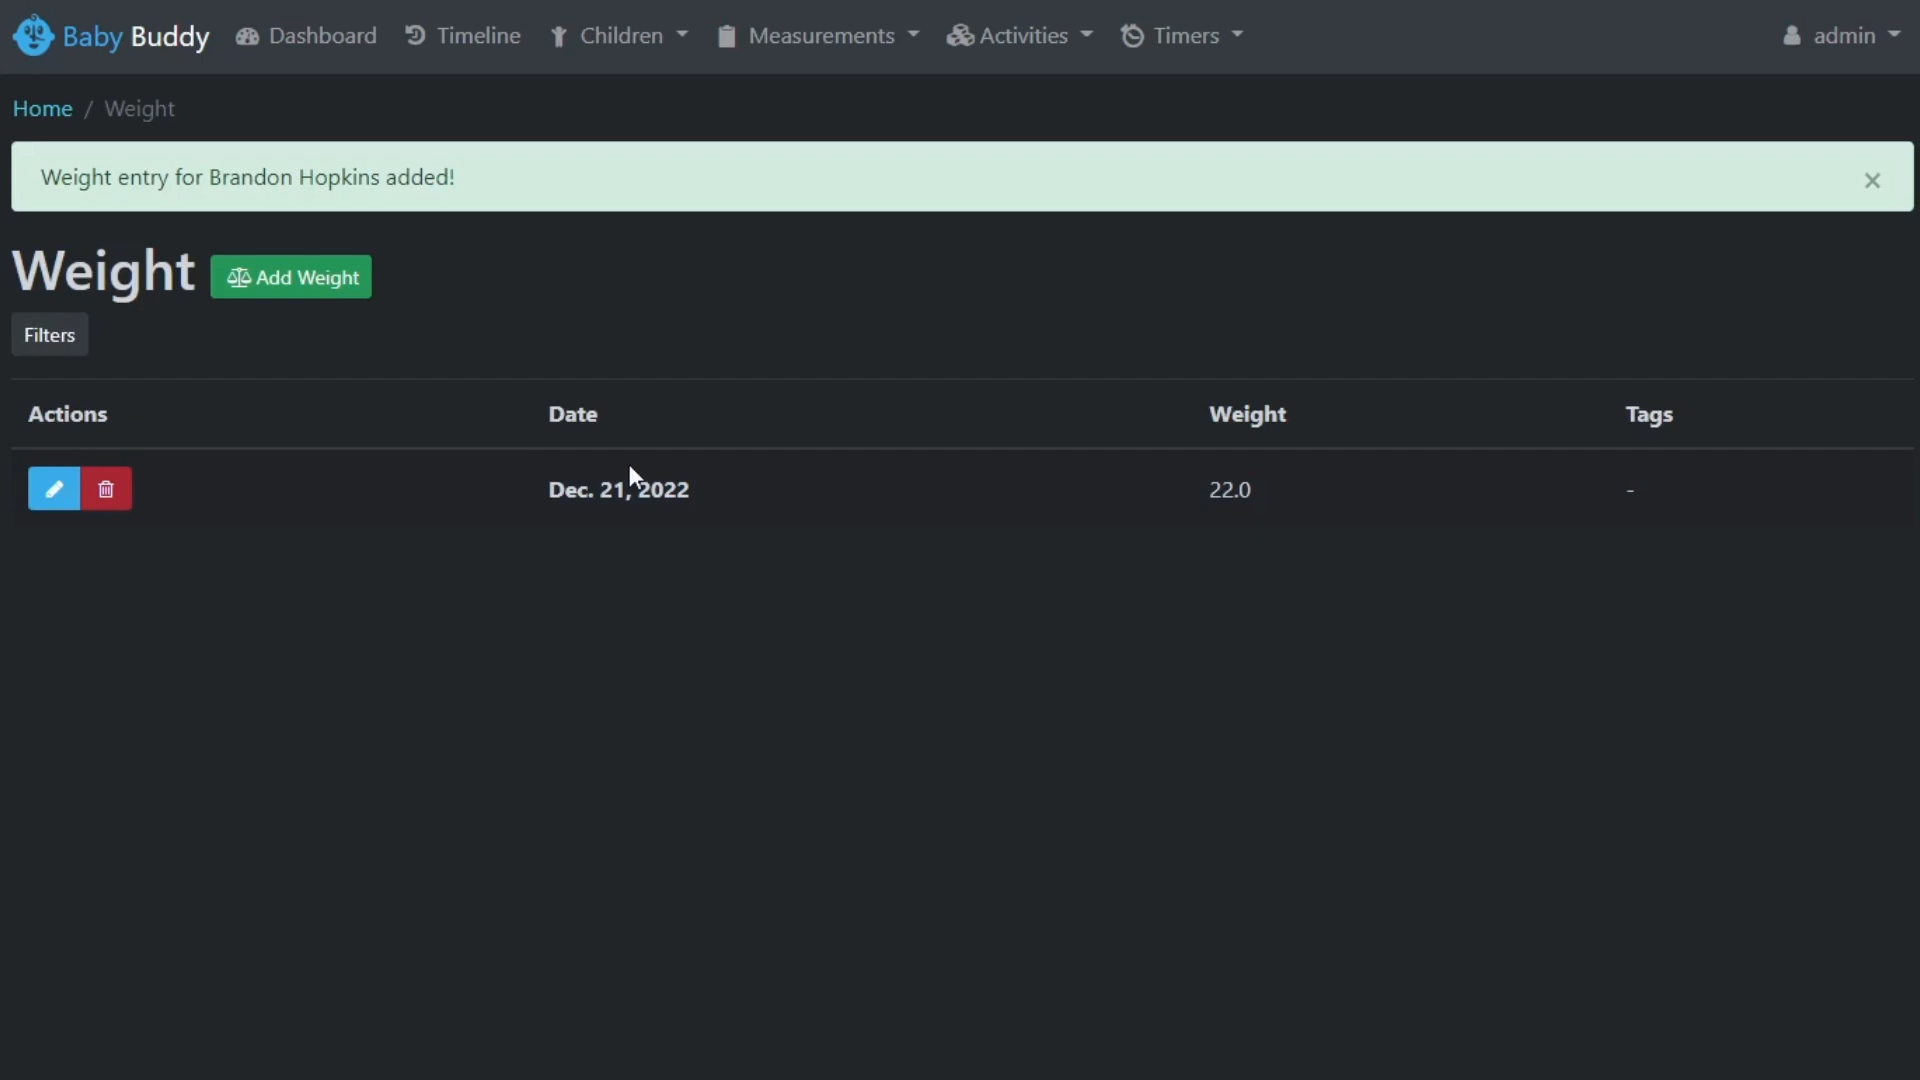 Baby Buddy Dashboard Timeline Children Measurements Activities Timers admin
Home / Weight
Weight entry for Brandon Hopkins added! ×
Weight Add Weight
Filters
Actions Date Weight Tags
Dec. 21, 2022 22.0 -